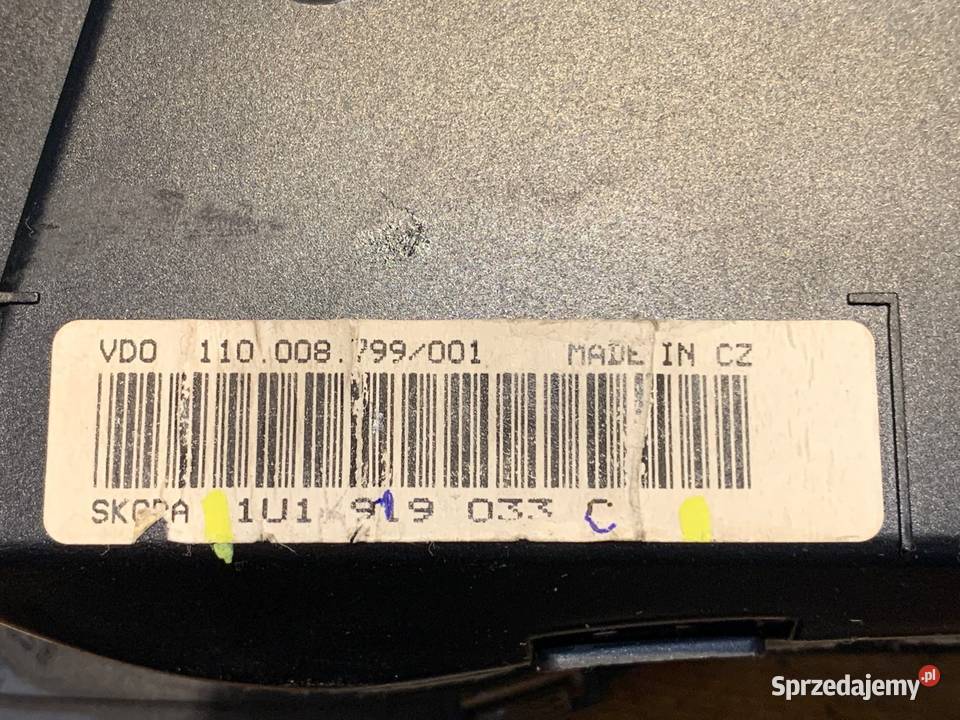 VDO 110.008.799/001 MADE IN CZ
SKODA 1U1 919 033 C
Sprzedajemy.pl